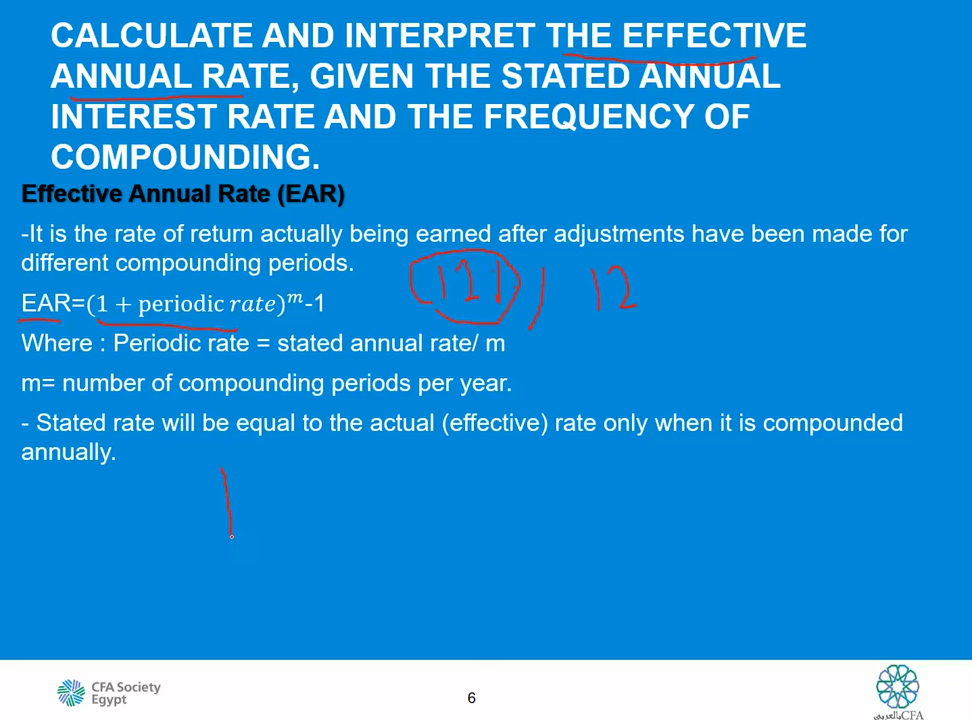 CALCULATE AND INTERPRET THE EFFECTIVE
ANNUAL RATE, GIVEN THE STATED ANNUAL
INTEREST RATE AND THE FREQUENCY OF
COMPOUNDING.
Effective Annual Rate (EAR)
-It is the rate of return actually being earned after adjustments have been made for
different compounding periods.
EAR=(1 + periodic rate)^m-1
12
Where : Periodic rate = stated annual rate/ m
m= number of compounding periods per year.
- Stated rate will be equal to the actual (effective) rate only when it is compounded
annually.
CFA Society
Egypt
6
CFA بالعربي